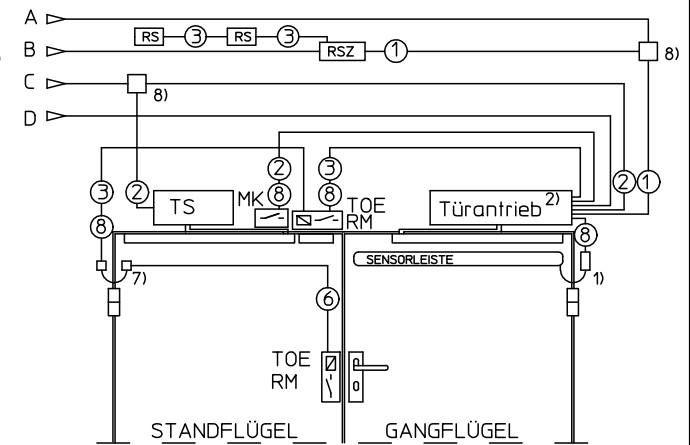 A
RS 3 RS 3
B RSZ 1 8)
C 8)
D
2 3
3 2 MK 8 8 TOE 2 1
TS RM Türantrieb 2)
8 8
SENSORLEISTE
7) 1)
6
TOE
RM
STANDFLÜGEL GANGFLÜGEL